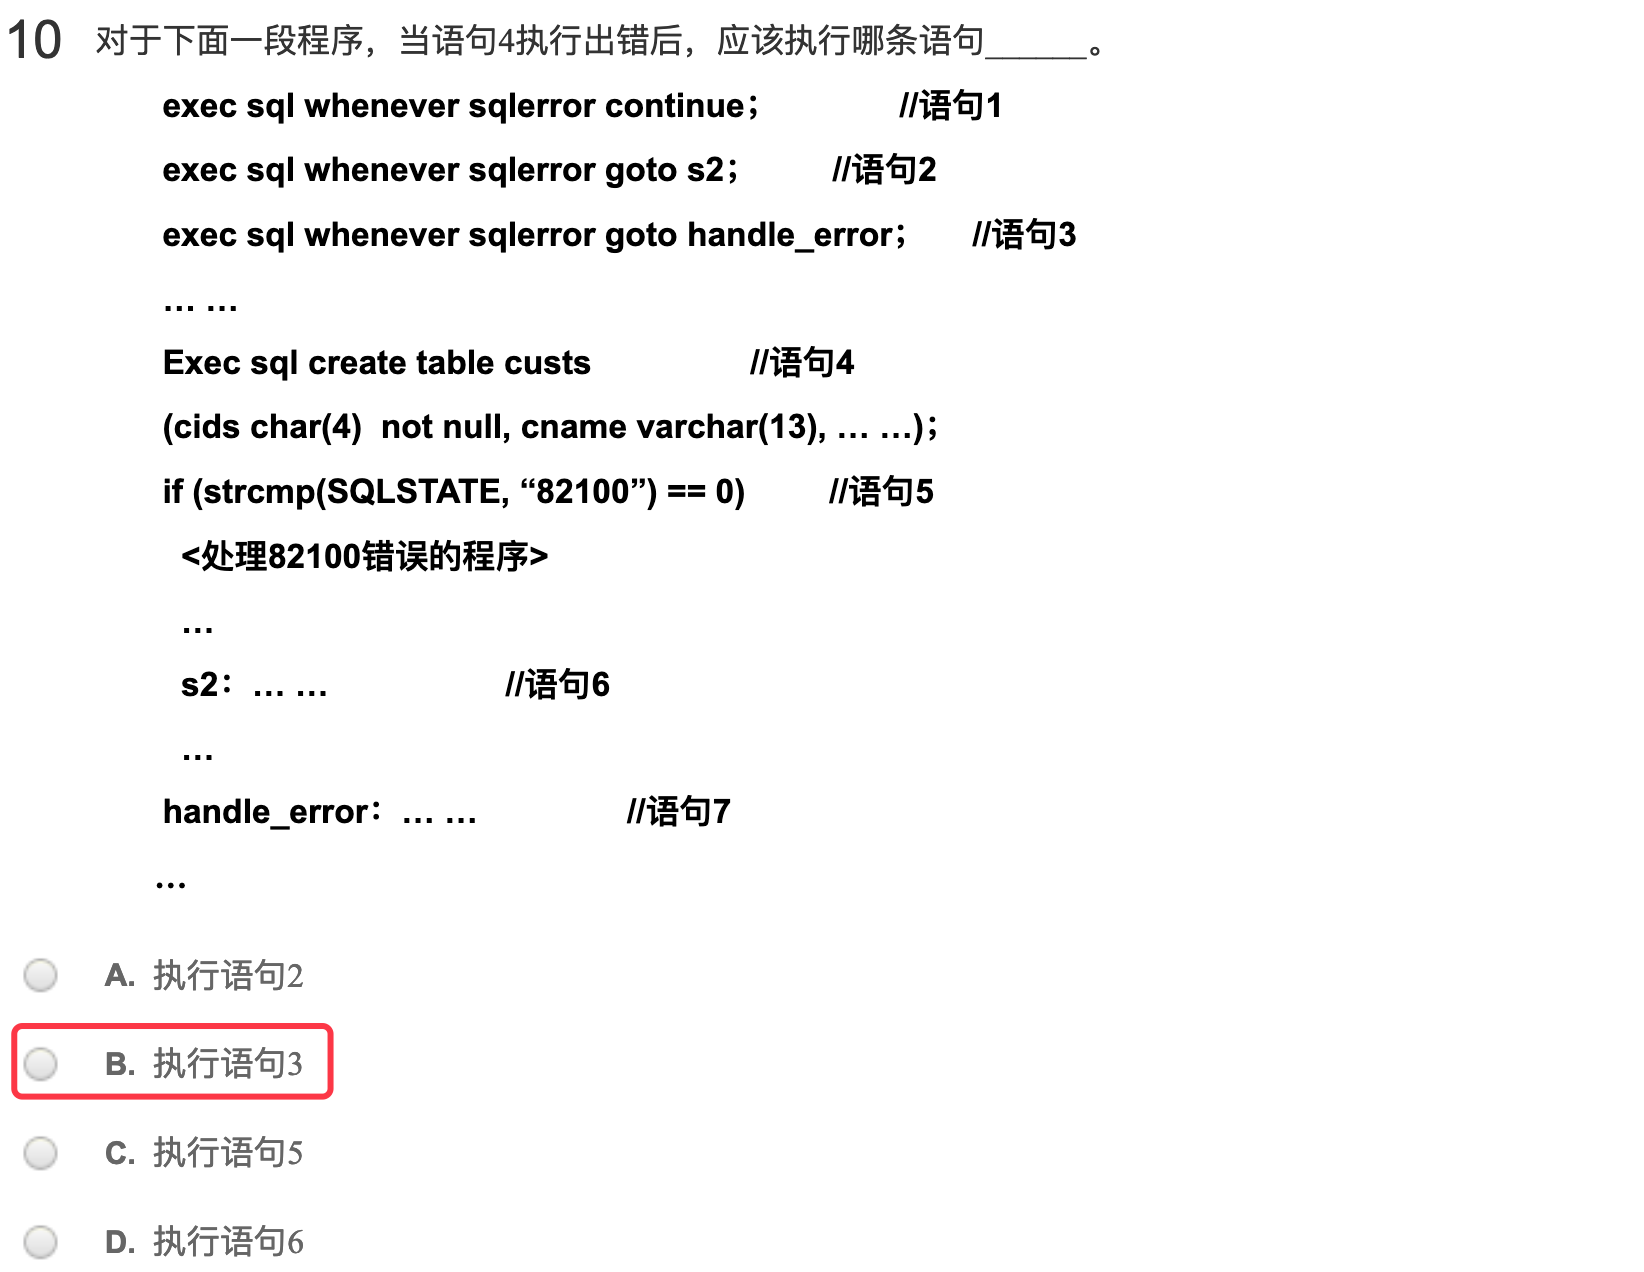 10 对于下面一段程序，当语句4执行出错后，应该执行哪条语句______。
exec sql whenever sqlerror continue； //语句1
exec sql whenever sqlerror goto s2； //语句2
exec sql whenever sqlerror goto handle_error； //语句3
… …
Exec sql create table custs //语句4
(cids char(4) not null, cname varchar(13), … …)；
if (strcmp(SQLSTATE, “82100”) == 0) //语句5
<处理82100错误的程序>
…
s2： … … //语句6
…
handle_error： … … //语句7
…
A. 执行语句2
B. 执行语句3
C. 执行语句5
D. 执行语句6